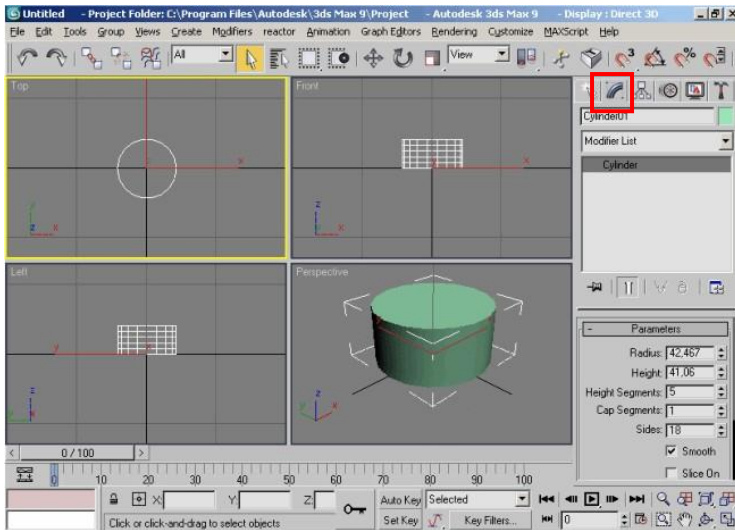 Untitled - Project Folder: C:\Program Files\Autodesk\3ds Max 9\Project - Autodesk 3ds Max 9 - Display : Direct 3D
File Edit Tools Group Views Create Modifiers reactor Animation Graph Editors Rendering Customize MAXScript Help
All View 3
Top
Front
Left
Perspective
x
y
z
Cylinder01
Modifier List
Cylinder
- Parameters
Radius: 42,467
Height: 41,06
Height Segments: 5
Cap Segments: 1
Sides: 18
Smooth
Slice On
< 0 / 100 >
0 10 20 30 40 50 60 70 80 90 100
X: Y: Z: Auto Key Selected
Click or click-and-drag to select objects Set Key Key Filters... 0